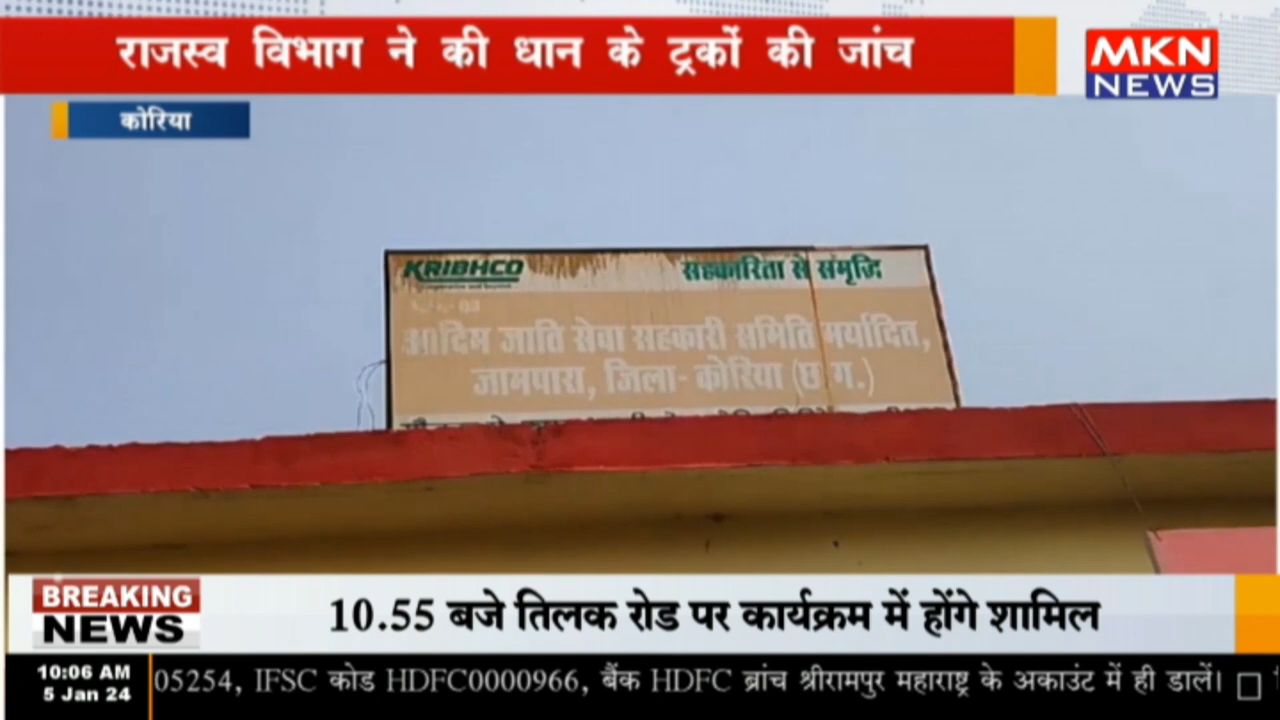 राजस्व विभाग ने की धान के ट्रकों की जांच
MKN
NEWS
कोरिया
KRIBHCO
सहकारिता से समृद्धि
आदिम जाति सेवा सहकारी समिति मर्यादित,
जामपारा, जिला- कोरिया (छ.ग.)
BREAKING
NEWS
10.55 बजे तिलक रोड पर कार्यक्रम में होंगे शामिल
10:06 AM
5 Jan 24
05254, IFSC कोड HDFC0000966, बैंक HDFC ब्रांच श्रीरामपुर महाराष्ट्र के अकाउंट में ही डालें।